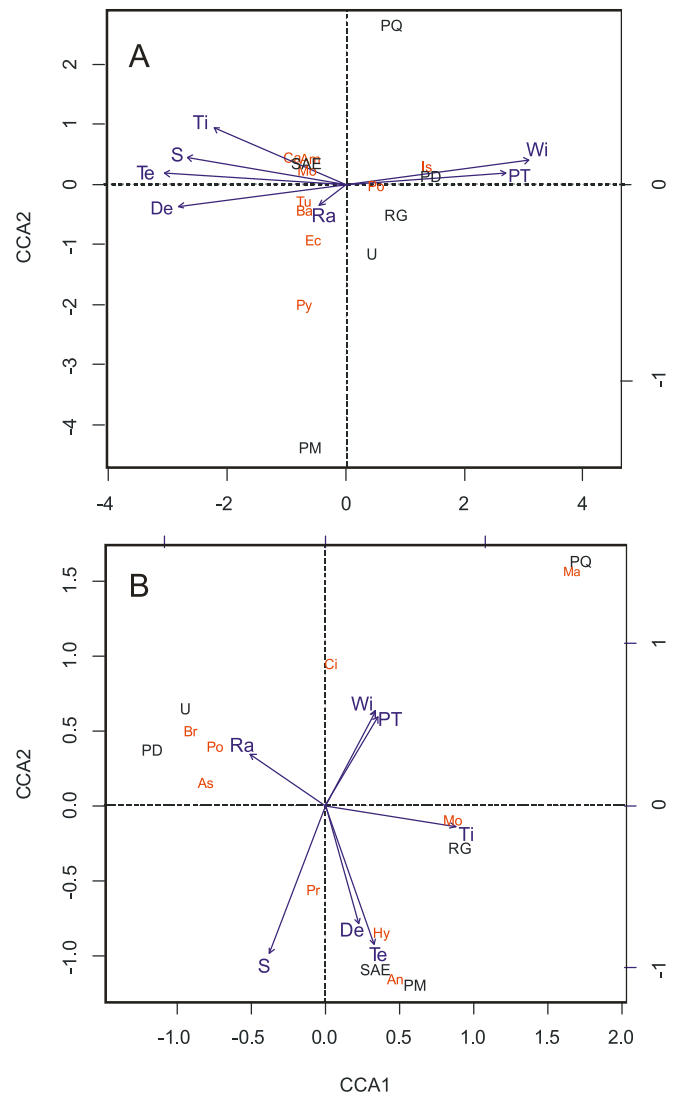 A
PQ
2
Ti
1
S
Ca
Am
Wi
SAE
Is
Te
Mo
PD
PT
0
Po
0
De
Tu
Ba
Ra
RG
-1
Ec
U
CCA2
-2
Py
-3
-1
-4
PM
-4
-2
0
2
4
B
PQ
1.5
Ma
1.0
Ci
1
U
Wi
PT
0.5
Br
Po
Ra
PD
As
CCA2
0.0
Mo
0
Ti
RG
-0.5
Pr
De
Hy
Te
-1.0
S
SAE
An
PM
-1
-1.0
-0.5
0.0
0.5
1.0
1.5
2.0
CCA1